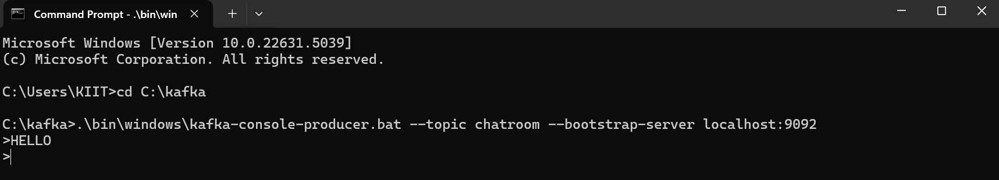 Command Prompt - .\bin\win
Microsoft Windows [Version 10.0.22631.5039]
(c) Microsoft Corporation. All rights reserved.
C:\Users\KIIT>cd C:\kafka
C:\kafka>.\bin\windows\kafka-console-producer.bat --topic chatroom --bootstrap-server localhost:9092
>HELLO
>